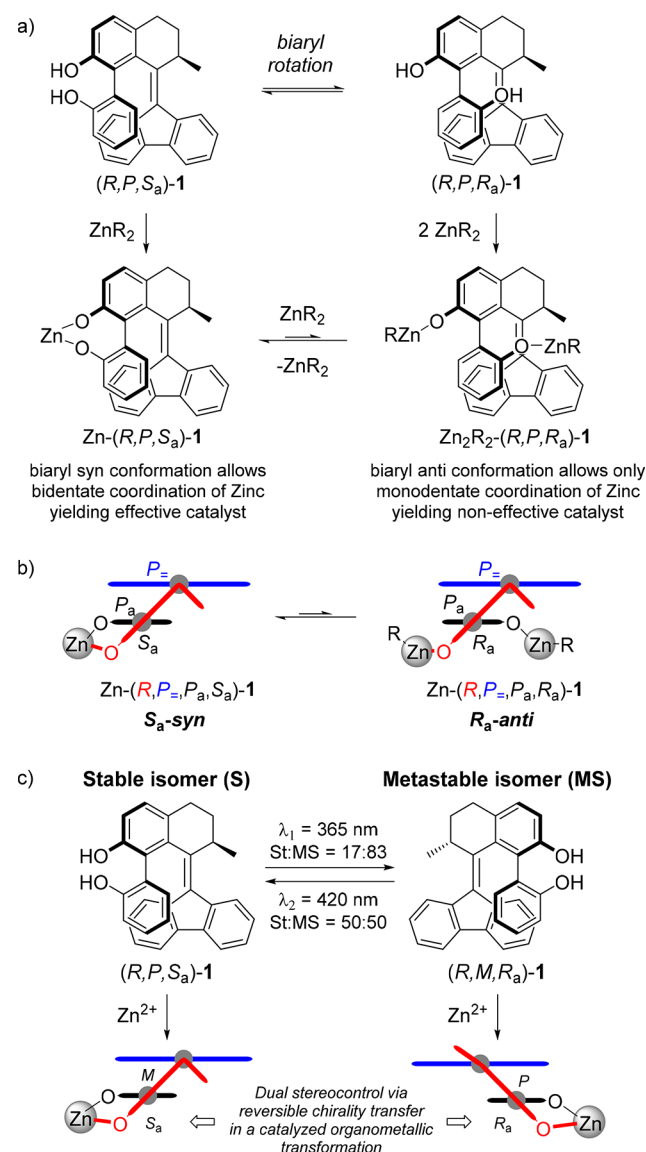 a)
HO
HO
biaryl
rotation
HO
OH
(R,P,Sa)-1
(R,P,Ra)-1
ZnR2
2 ZnR2
Zn
O
O
ZnR2
-ZnR2
RZn
O
O
ZnR
Zn-(R,P,Sa)-1
Zn2R2-(R,P,Ra)-1
biaryl syn conformation allows
bidentate coordination of Zinc
yielding effective catalyst
biaryl anti conformation allows only
monodentate coordination of Zinc
yielding non-effective catalyst
b)
P=
Pa
O
Zn
O
Sa
P=
Pa
R
Zn
O
Ra
O
Zn
R
Zn-(R,P=,Pa,Sa)-1
Sa-syn
Zn-(R,P=,Pa,Ra)-1
Ra-anti
c)
Stable isomer (S)
Metastable isomer (MS)
HO
HO
λ1 = 365 nm
St:MS = 17:83
λ2 = 420 nm
St:MS = 50:50
OH
OH
(R,P,Sa)-1
(R,M,Ra)-1
Zn2+
Zn2+
M
O
Zn
O
Sa
Dual stereocontrol via
reversible chirality transfer
in a catalyzed organometallic
transformation
P
O
Ra
O
Zn